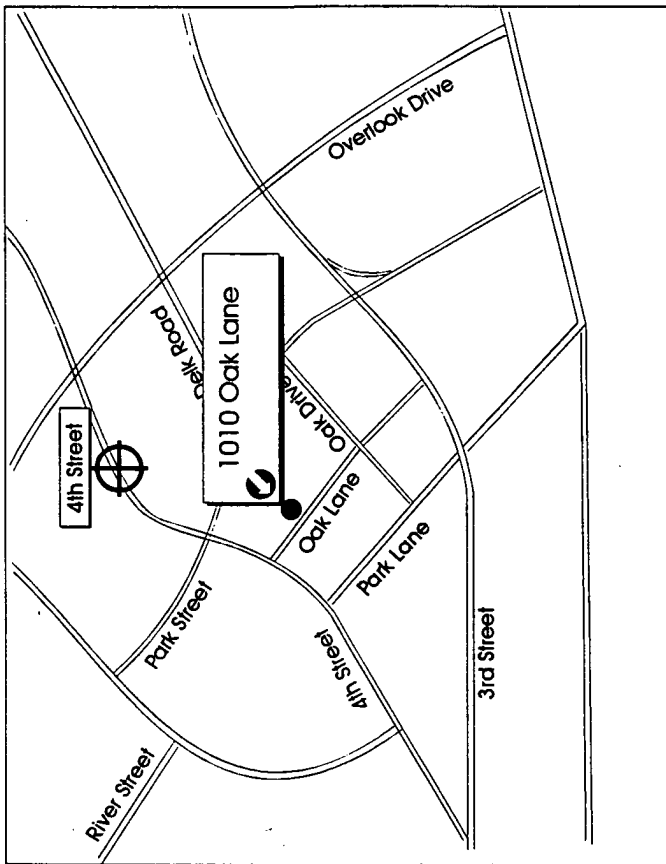 Overlook Drive
Oak Drive
1010 Oak Lane
4th Street
Oak Lane
Park Lane
Park Street
4th Street
3rd Street
River Street
Road